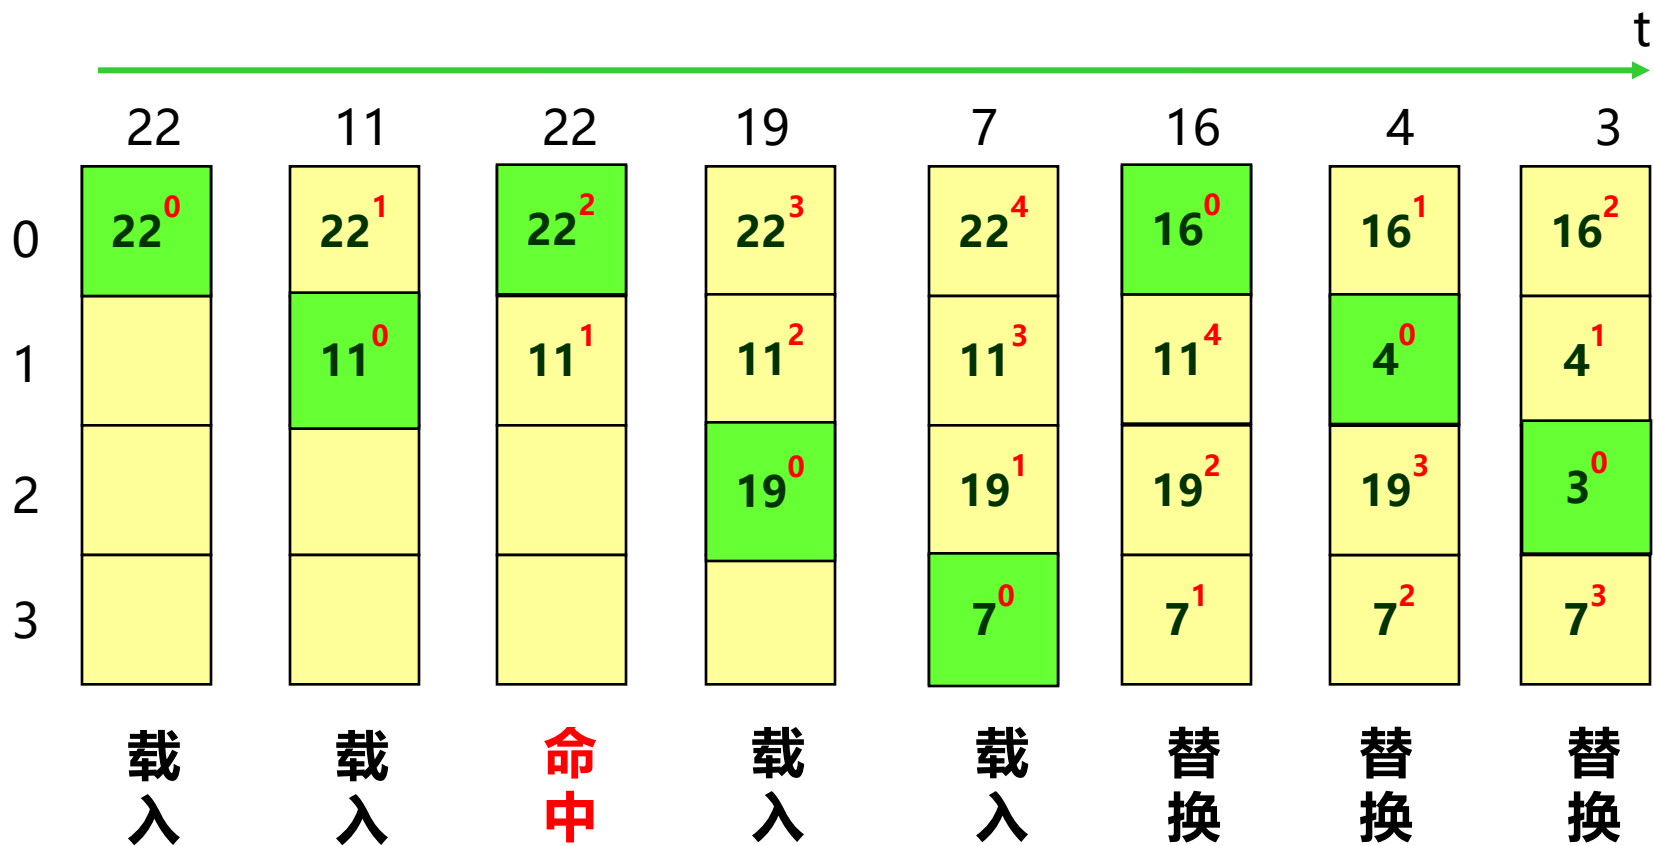 t
22 11 22 19 7 16 4 3
0 22⁰ 22¹ 22² 22³ 22⁴ 16⁰ 16¹ 16²
1 11⁰ 11¹ 11² 11³ 11⁴ 4⁰ 4¹
2 19⁰ 19¹ 19² 19³ 3⁰
3 7⁰ 7¹ 7² 7³
载入 载入 命中 载入 载入 替换 替换 替换